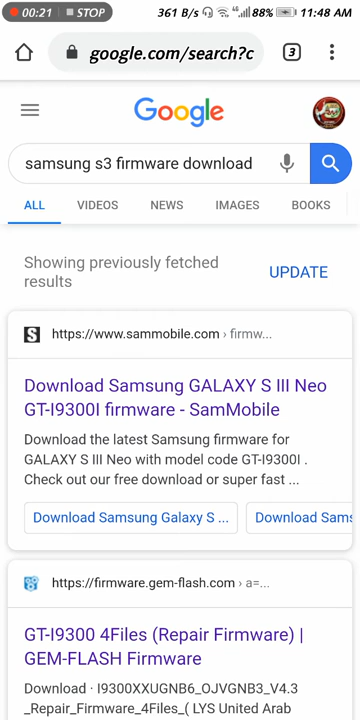 00:21 STOP 361 B/s 4G 88% 11:48 AM
google.com/search?c 3
Google
samsung s3 firmware download
ALL VIDEOS NEWS IMAGES BOOKS
Showing previously fetched
results
UPDATE
S https://www.sammobile.com › firmw...
Download Samsung GALAXY S III Neo
GT-I9300I firmware - SamMobile
Download the latest Samsung firmware for
GALAXY S III Neo with model code GT-I9300I .
Check out our free download or super fast ...
Download Samsung Galaxy S ... Download Sams
https://firmware.gem-flash.com › a=...
GT-I9300 4Files (Repair Firmware) |
GEM-FLASH Firmware
Download · I9300XXUGNB6_OJVGNB3_V4.3
_Repair_Firmware_4Files_( LYS United Arab